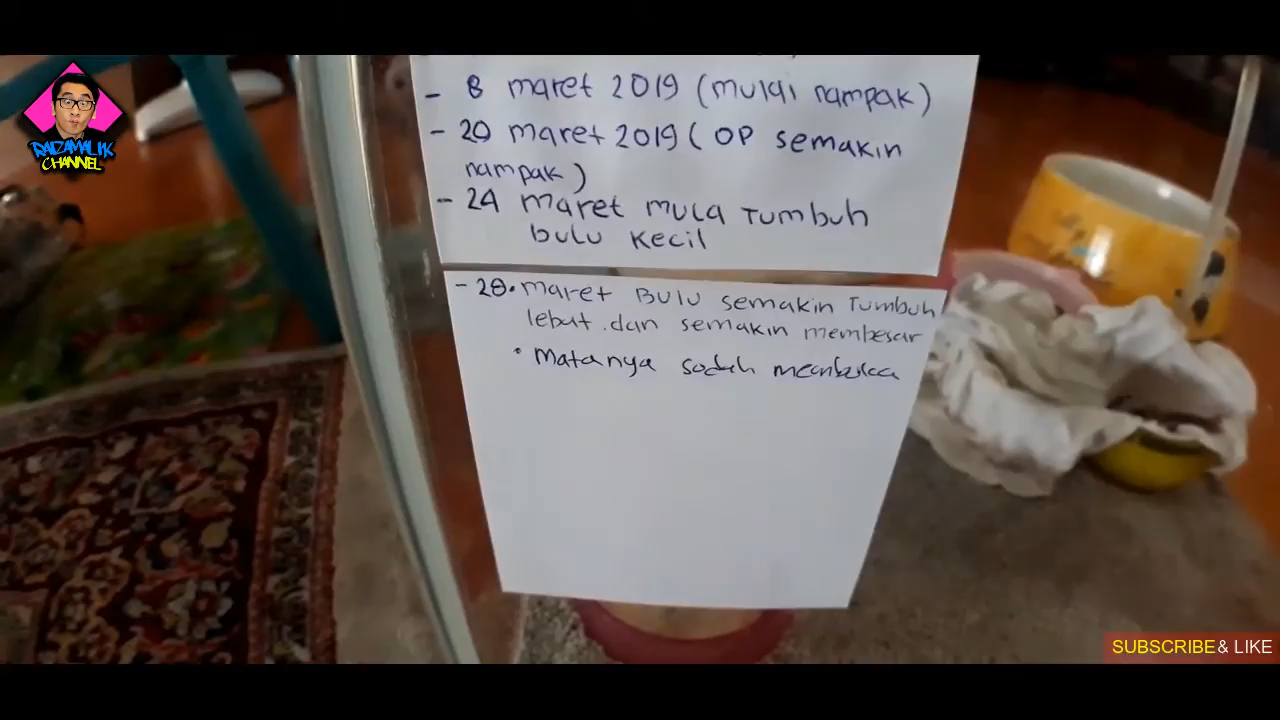 RAIZAMALIK
CHANNEL
- 8 maret 2019 (mulai nampak)
- 20 maret 2019 ( OP semakin
nampak)
- 24 maret mula Tumbuh
bulu kecil
- 28 • maret Bulu semakin Tumbuh
lebat . dan semakin membesar
• Matanya sudah membuka
SUBSCRIBE & LIKE